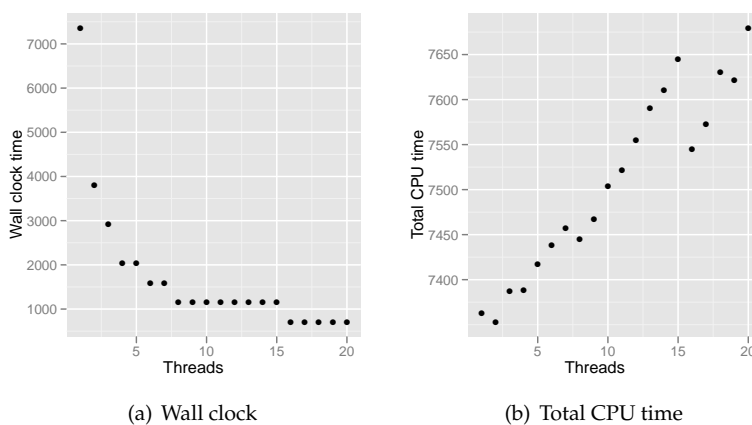 7000
6000
5000
4000
3000
2000
1000
Wall clock time
5 10 15 20
Threads
(a) Wall clock
7650
7600
7550
7500
7450
7400
Total CPU time
5 10 15 20
Threads
(b) Total CPU time